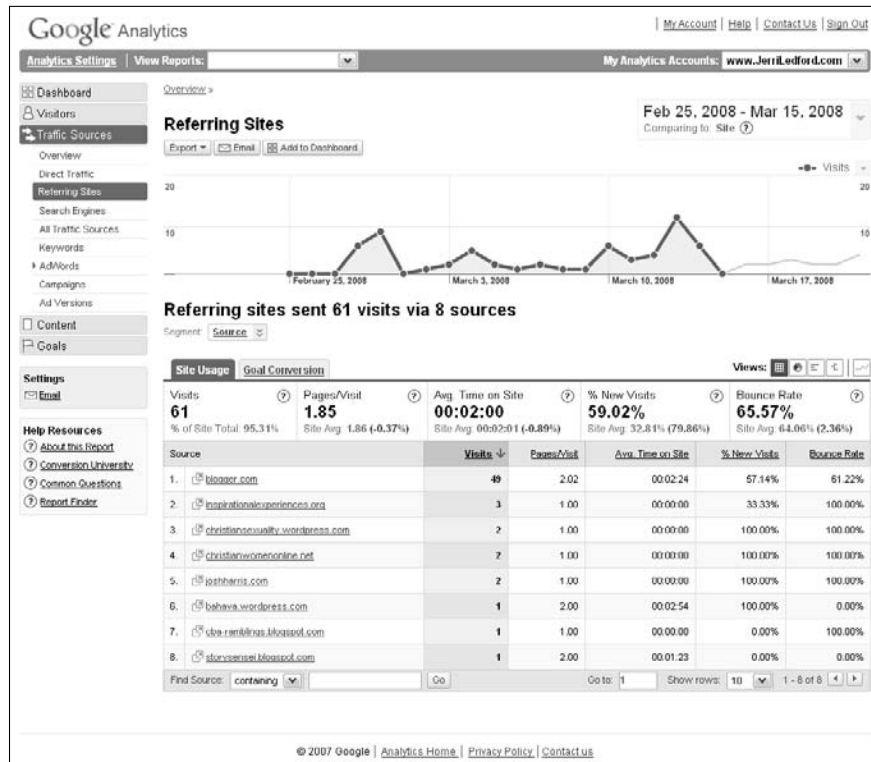 Google Analytics
My Account | Help | Contact Us | Sign Out
Analytics Settings | View Reports:
My Analytics Accounts: www.JerriLedford.com
Dashboard
Visitors
Traffic Sources
Overview
Direct Traffic
Referring Sites
Search Engines
All Traffic Sources
Keywords
AdWords
Campaigns
Ad Versions
Content
Goals
Settings
Email
Help Resources
About this Report
Conversion University
Common Questions
Report Finder
Overview »
Referring Sites
Feb 25, 2008 - Mar 15, 2008
Comparing to: Site
Export Email Add to Dashboard
Visits
20 20
10 10
February 25, 2008 March 3, 2008 March 10, 2008 March 17, 2008
Referring sites sent 61 visits via 8 sources
Segment: Source
Site Usage Goal Conversion Views:
Visits Pages/Visit Avg. Time on Site % New Visits Bounce Rate
61 1.85 00:02:00 59.02% 65.57%
% of Site Total: 95.31% Site Avg: 1.86 (-0.37%) Site Avg: 00:02:01 (-0.89%) Site Avg: 32.81% (79.86%) Site Avg: 64.06% (2.36%)
Source Visits Pages/Visit Avg. Time on Site % New Visits Bounce Rate
1. blogger.com 49 2.02 00:02:24 57.14% 61.22%
2. inspirationalexperiences.org 3 1.00 00:00:00 33.33% 100.00%
3. christiansexuality.wordpress.com 2 1.00 00:00:00 100.00% 100.00%
4. christianwomenonline.net 2 1.00 00:00:00 100.00% 100.00%
5. joshharris.com 2 1.00 00:00:00 100.00% 100.00%
6. bahava.wordpress.com 1 2.00 00:02:54 100.00% 0.00%
7. cba-ramblings.blogspot.com 1 1.00 00:00:00 0.00% 100.00%
8. storysensei.blogspot.com 1 2.00 00:01:23 0.00% 0.00%
Find Source: containing Go Go to: 1 Show rows: 10 1 - 8 of 8
© 2007 Google | Analytics Home | Privacy Policy | Contact us